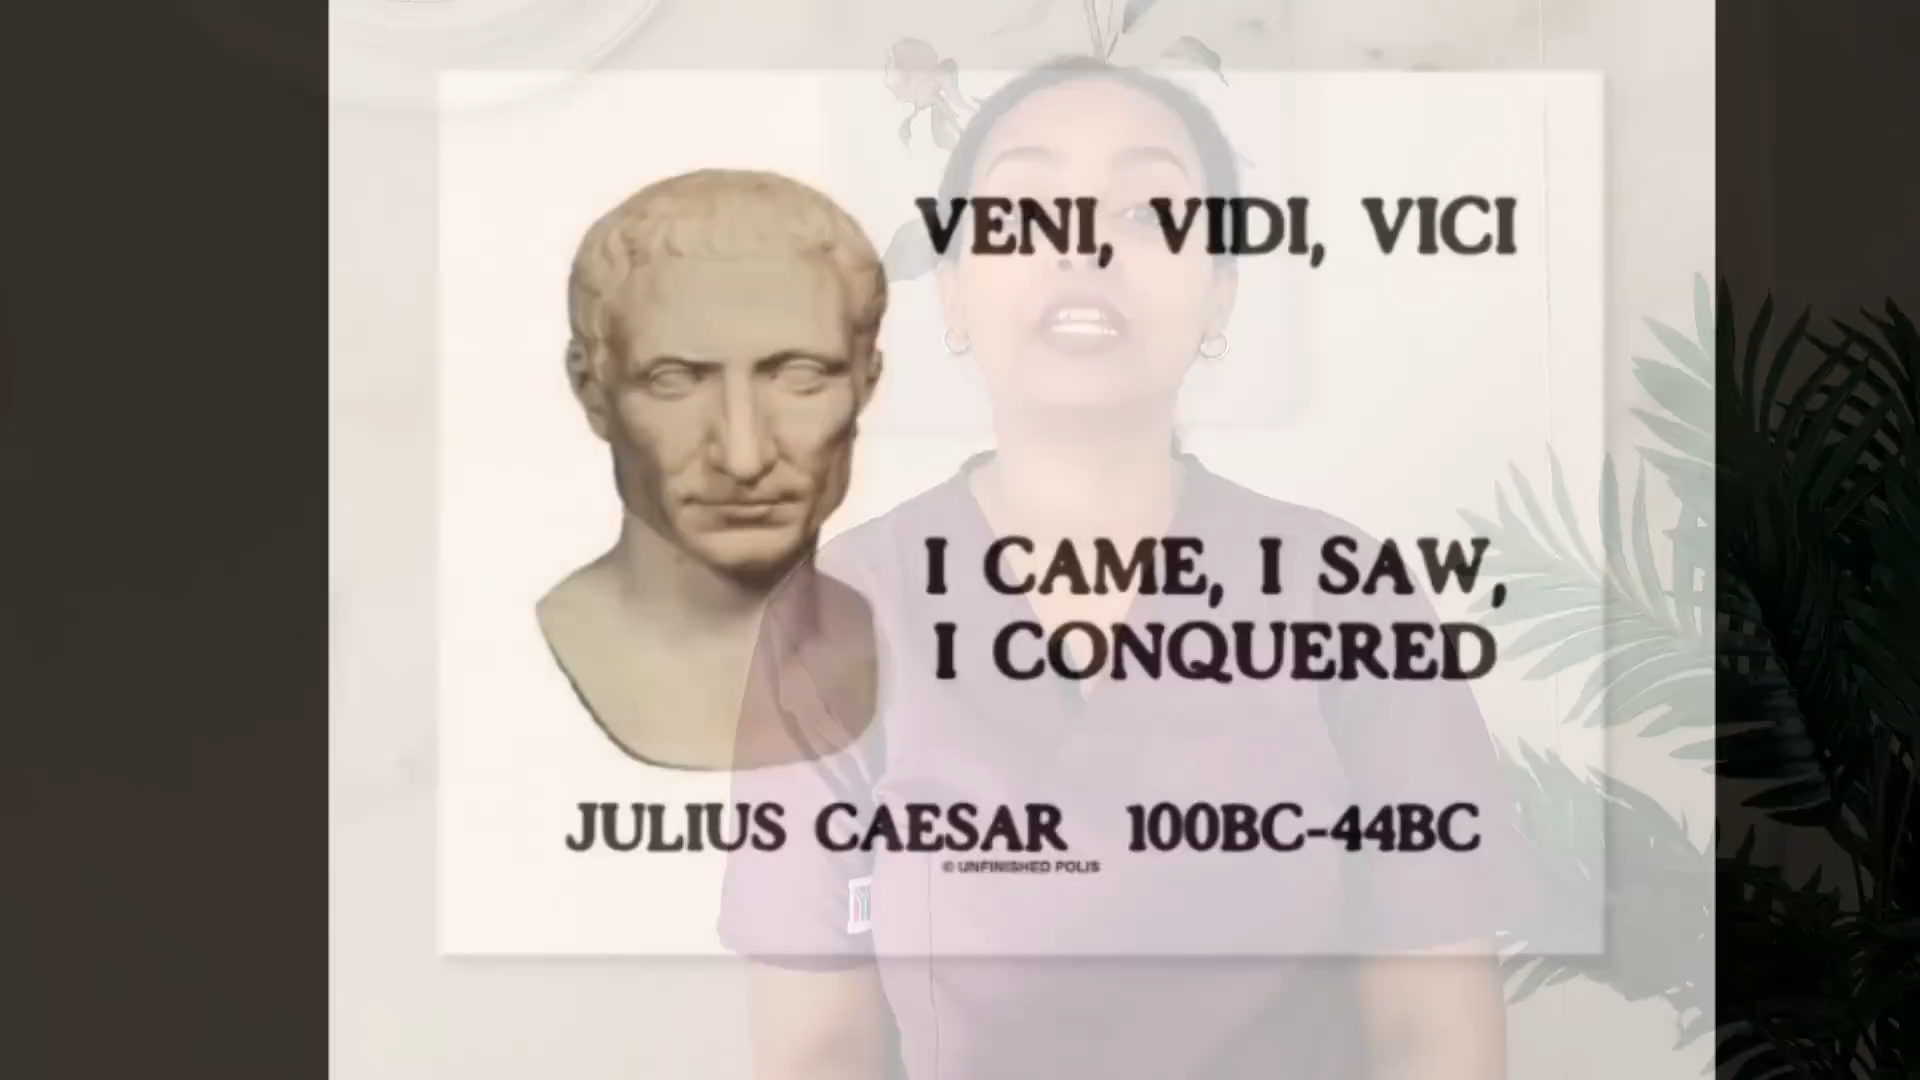 VENI, VIDI, VICI
I CAME, I SAW,
I CONQUERED
JULIUS CAESAR 100BC-44BC
© UNFINISHED POLIS